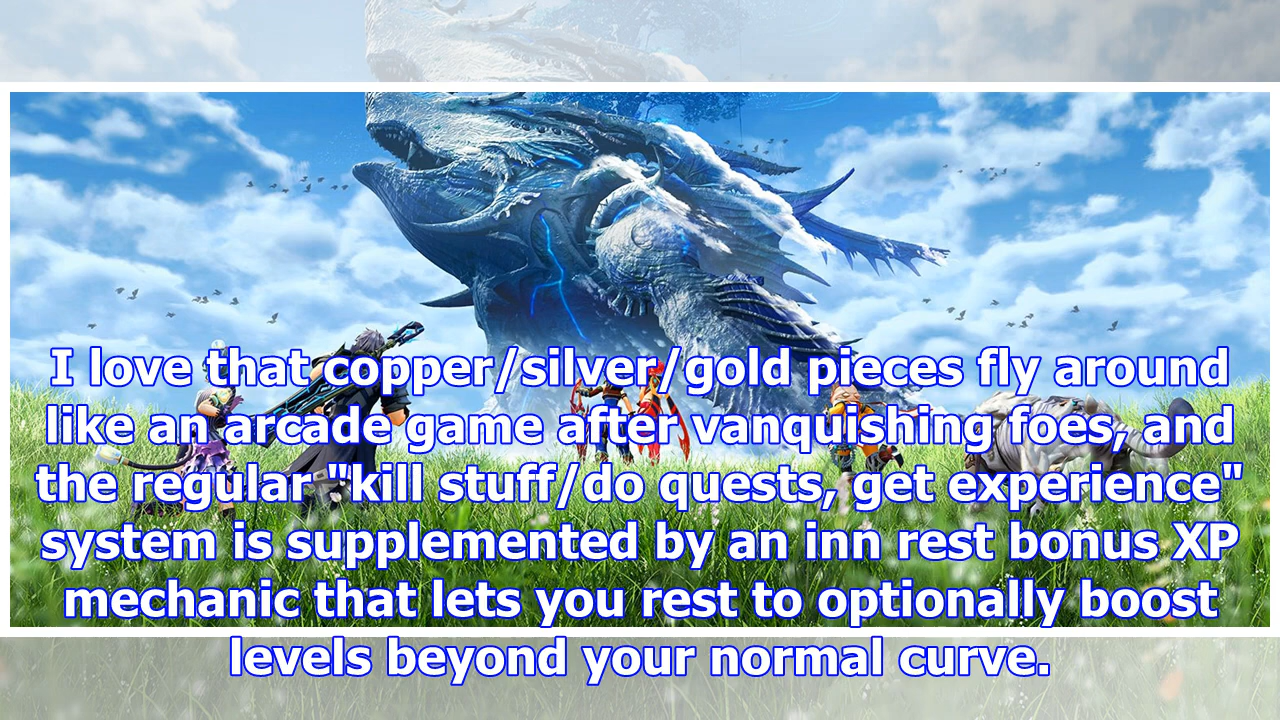 I love that copper/silver/gold pieces fly around
like an arcade game after vanquishing foes, and
the regular "kill stuff/do quests, get experience"
system is supplemented by an inn rest bonus XP
mechanic that lets you rest to optionally boost
levels beyond your normal curve.